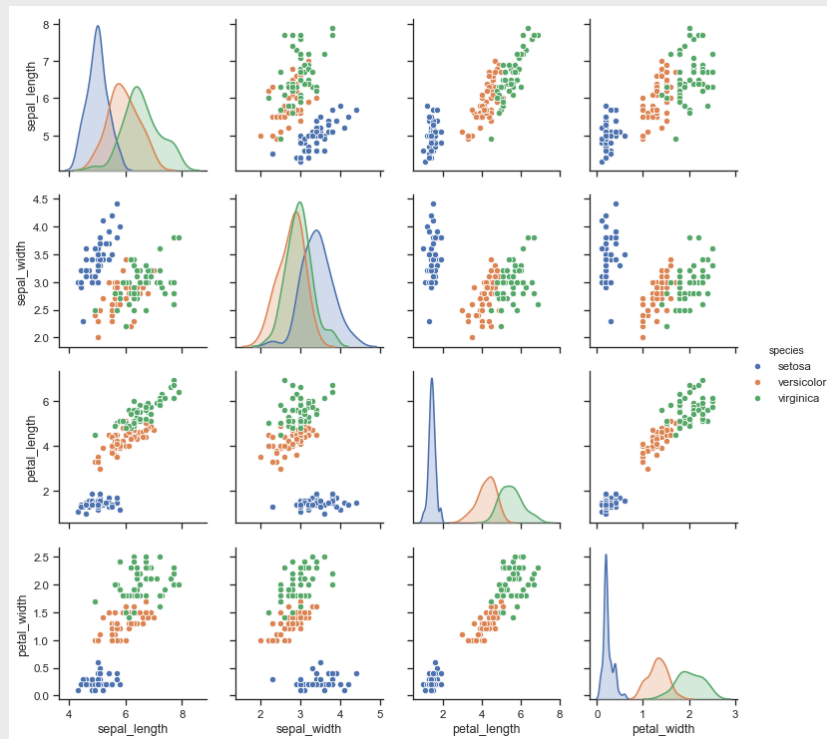 sepal_length
8
7
6
5
sepal_width
4.5
4.0
3.5
3.0
2.5
2.0
petal_length
6
4
2
petal_width
2.5
2.0
1.5
1.0
0.5
0.0
4 6 8
sepal_length
2 3 4 5
sepal_width
0 2 4 6 8
petal_length
0 1 2 3
petal_width
species
setosa
versicolor
virginica